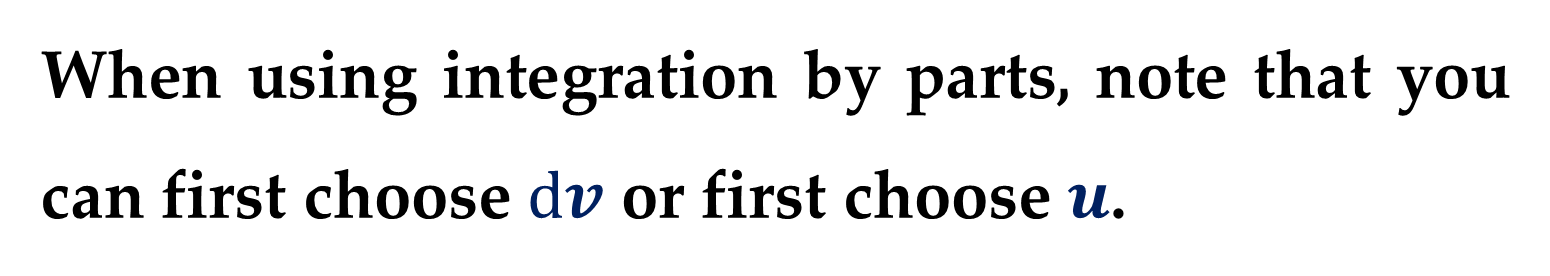 When using integration by parts, note that you
can first choose dv or first choose u.